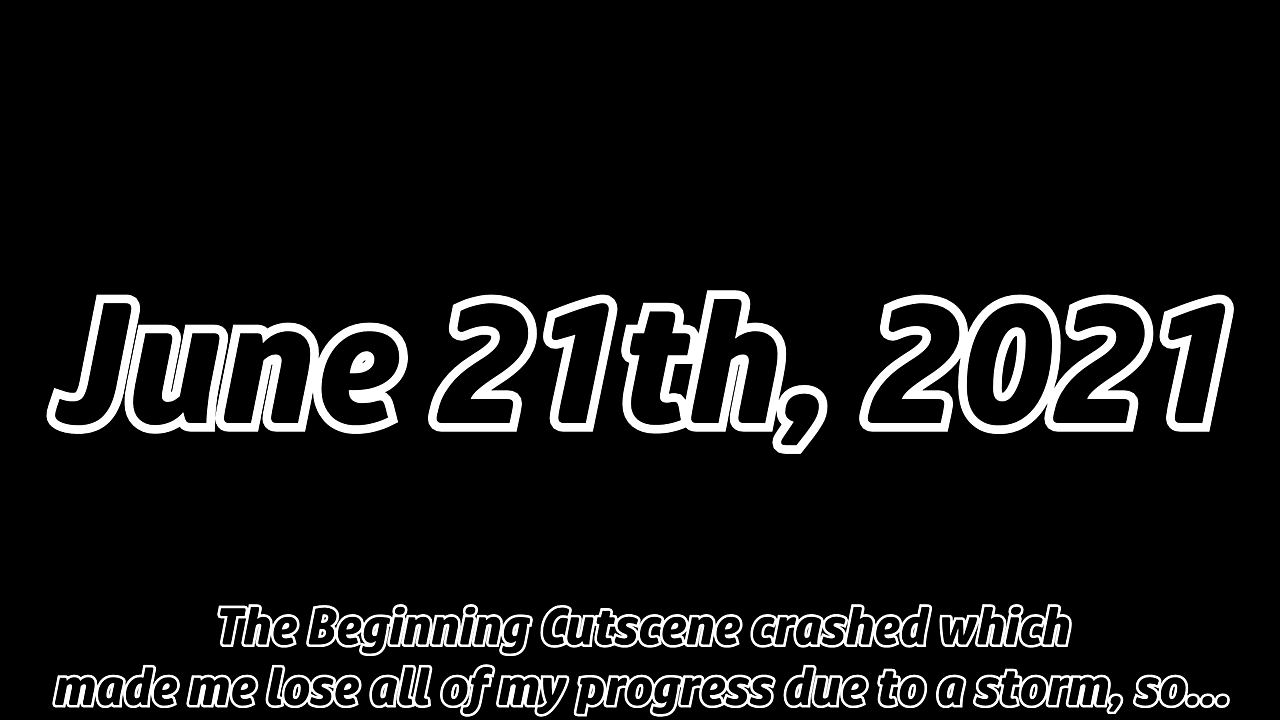 June 21th, 2021
The Beginning Cutscene crashed which
made me lose all of my progress due to a storm, so...